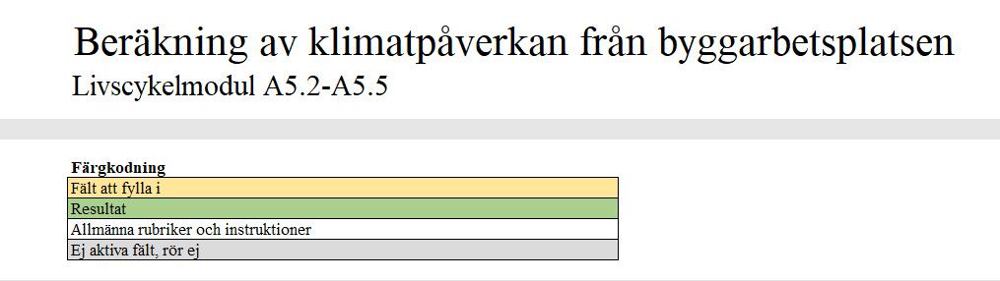 Beräkning av klimatpåverkan från byggarbetsplatsen
Livscykelmodul A5.2-A5.5
Färgkodning
Fält att fylla i
Resultat
Allmänna rubriker och instruktioner
Ej aktiva fält, rör ej